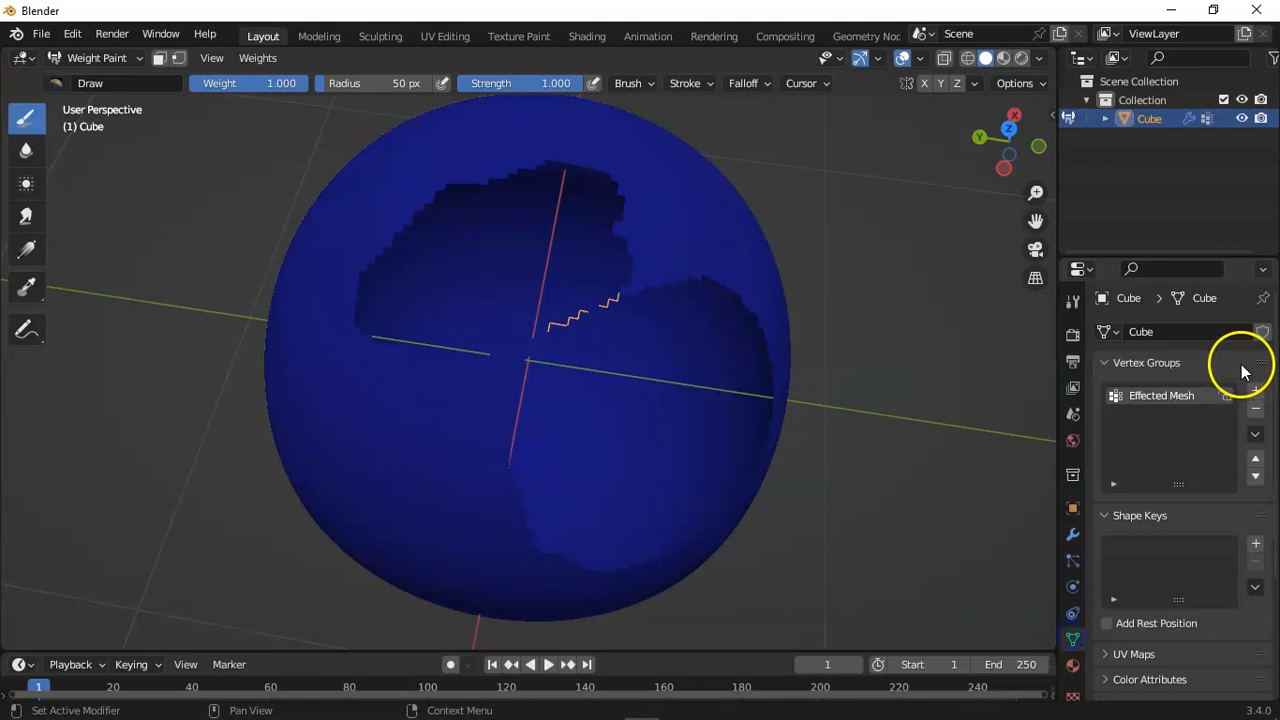 Blender
File Edit Render Window Help
Layout Modeling Sculpting UV Editing Texture Paint Shading Animation Rendering Compositing Geometry Noc
Scene
ViewLayer
Weight Paint View Weights
Draw Weight 1.000 Radius 50 px Strength 1.000 Brush Stroke Falloff Cursor X Y Z Options
User Perspective
(1) Cube
X
Y
Z
Scene Collection
Collection
Cube
Cube > Cube
Cube
Vertex Groups
Effected Mesh
Shape Keys
Add Rest Position
UV Maps
Color Attributes
Playback Keying View Marker 1 Start 1 End 250
1 20 40 60 80 100 120 140 160 180 200 220 240
Set Active Modifier Pan View Context Menu 3.4.0